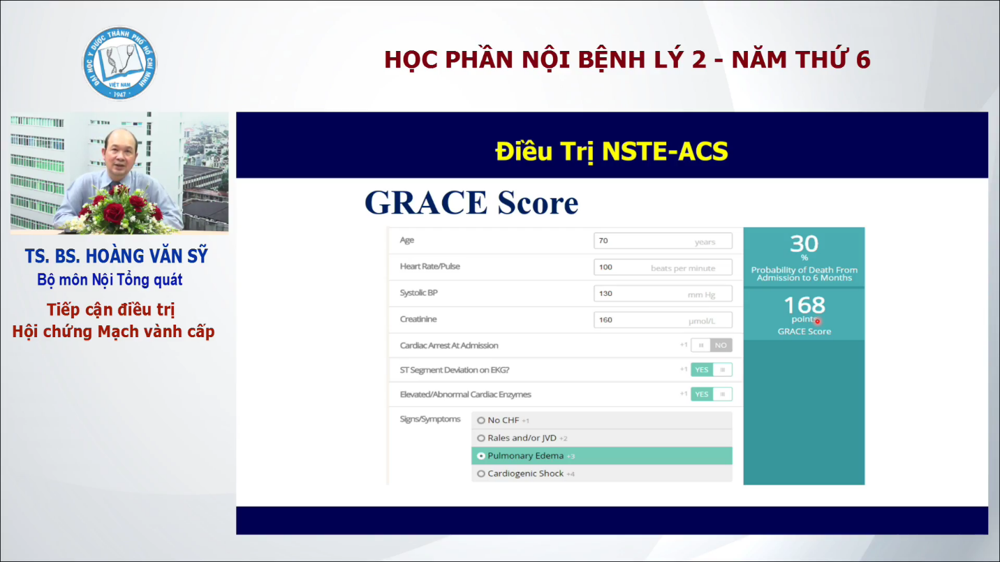 ĐẠI HỌC Y DƯỢC THÀNH PHỐ HỒ CHÍ MINH
VIỆT NAM
1947
HỌC PHẦN NỘI BỆNH LÝ 2 - NĂM THỨ 6
TS. BS. HOÀNG VĂN SỸ
Bộ môn Nội Tổng quát
Tiếp cận điều trị
Hội chứng Mạch vành cấp
Điều Trị NSTE-ACS
GRACE Score
Age 70 years
Heart Rate/Pulse 100 beats per minute
Systolic BP 130 mm Hg
Creatinine 160 µmol/L
Cardiac Arrest At Admission +1 NO
ST Segment Deviation on EKG? +1 YES
Elevated/Abnormal Cardiac Enzymes +1 YES
Signs/Symptoms No CHF +1
Rales and/or JVD +2
Pulmonary Edema +3
Cardiogenic Shock +4
30
%
Probability of Death From
Admission to 6 Months
168
points
GRACE Score